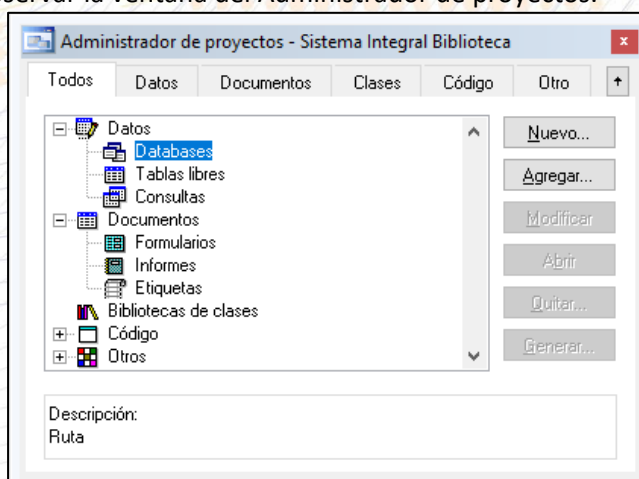 servar la ventana del Administrador de proyectos.
Administrador de proyectos - Sistema Integral Biblioteca
Todos Datos Documentos Clases Código Otro
Datos
Databases
Tablas libres
Consultas
Documentos
Formularios
Informes
Etiquetas
Bibliotecas de clases
Código
Otros
Nuevo...
Agregar...
Modificar
Abrir
Quitar...
Generar...
Descripción:
Ruta